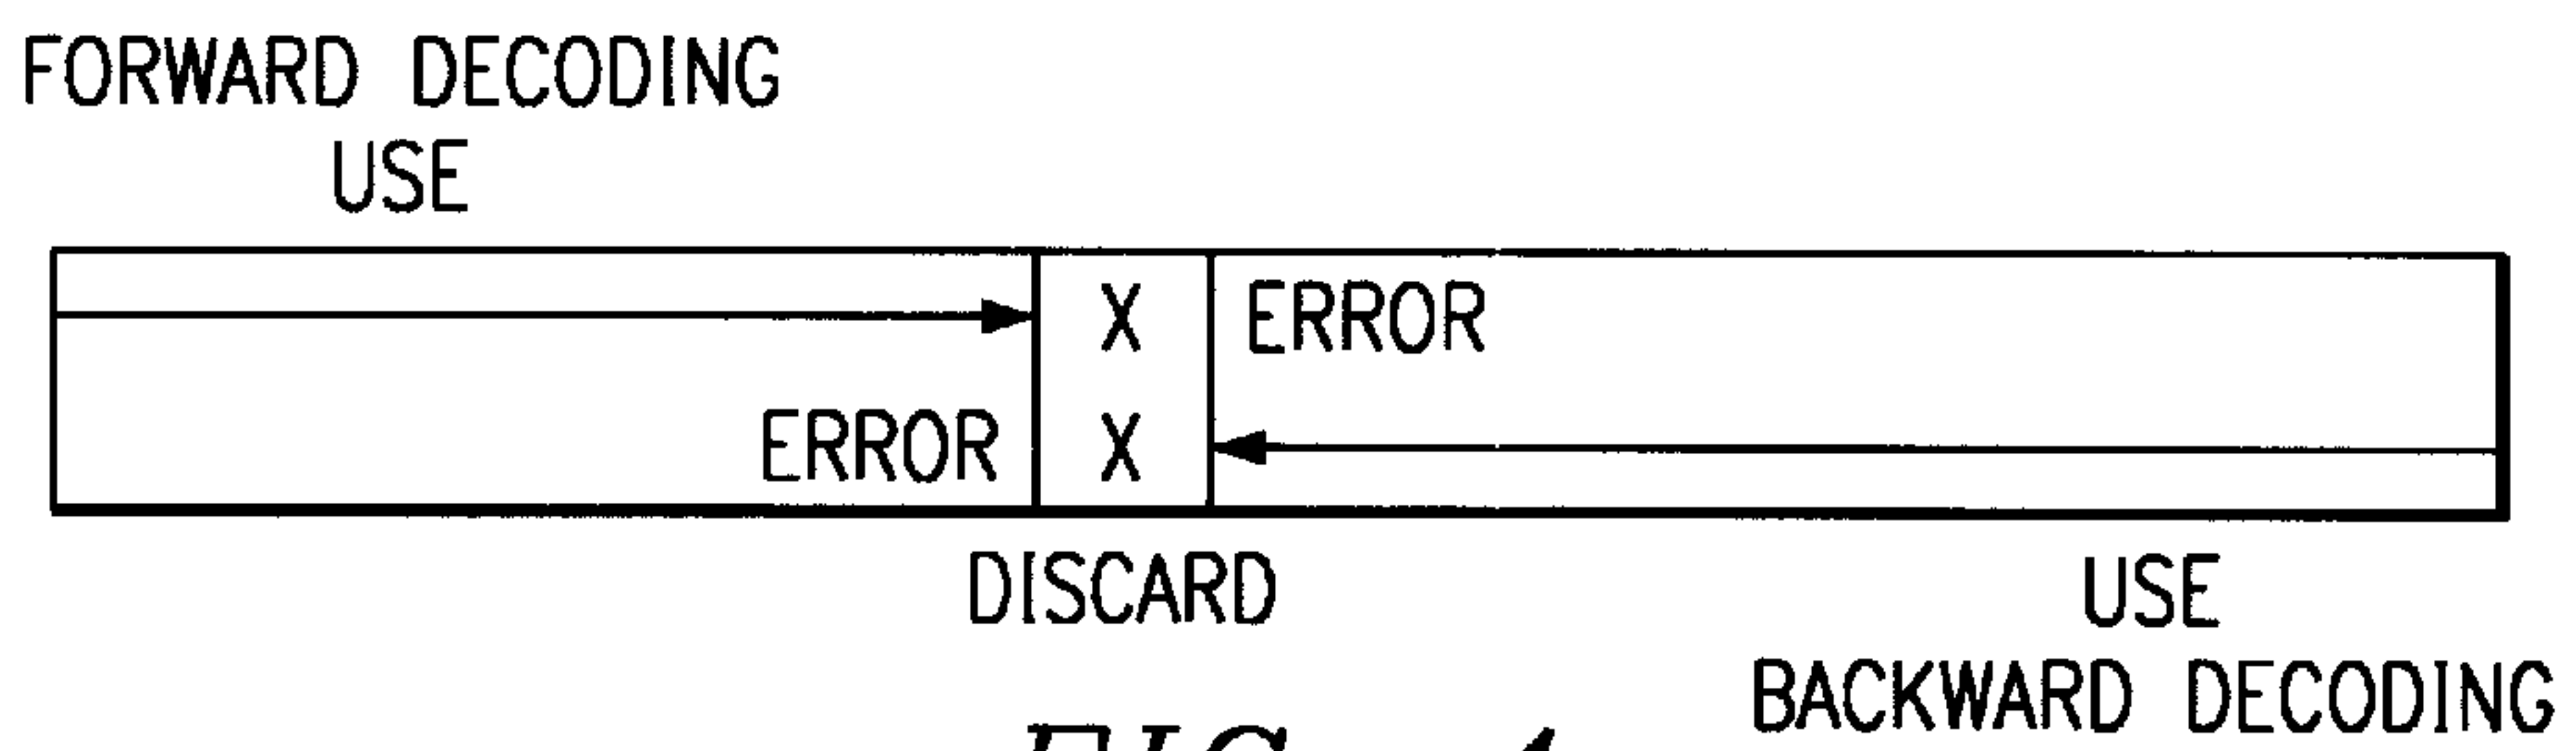 FORWARD DECODING
USE
X ERROR
ERROR X
DISCARD
USE
BACKWARD DECODING